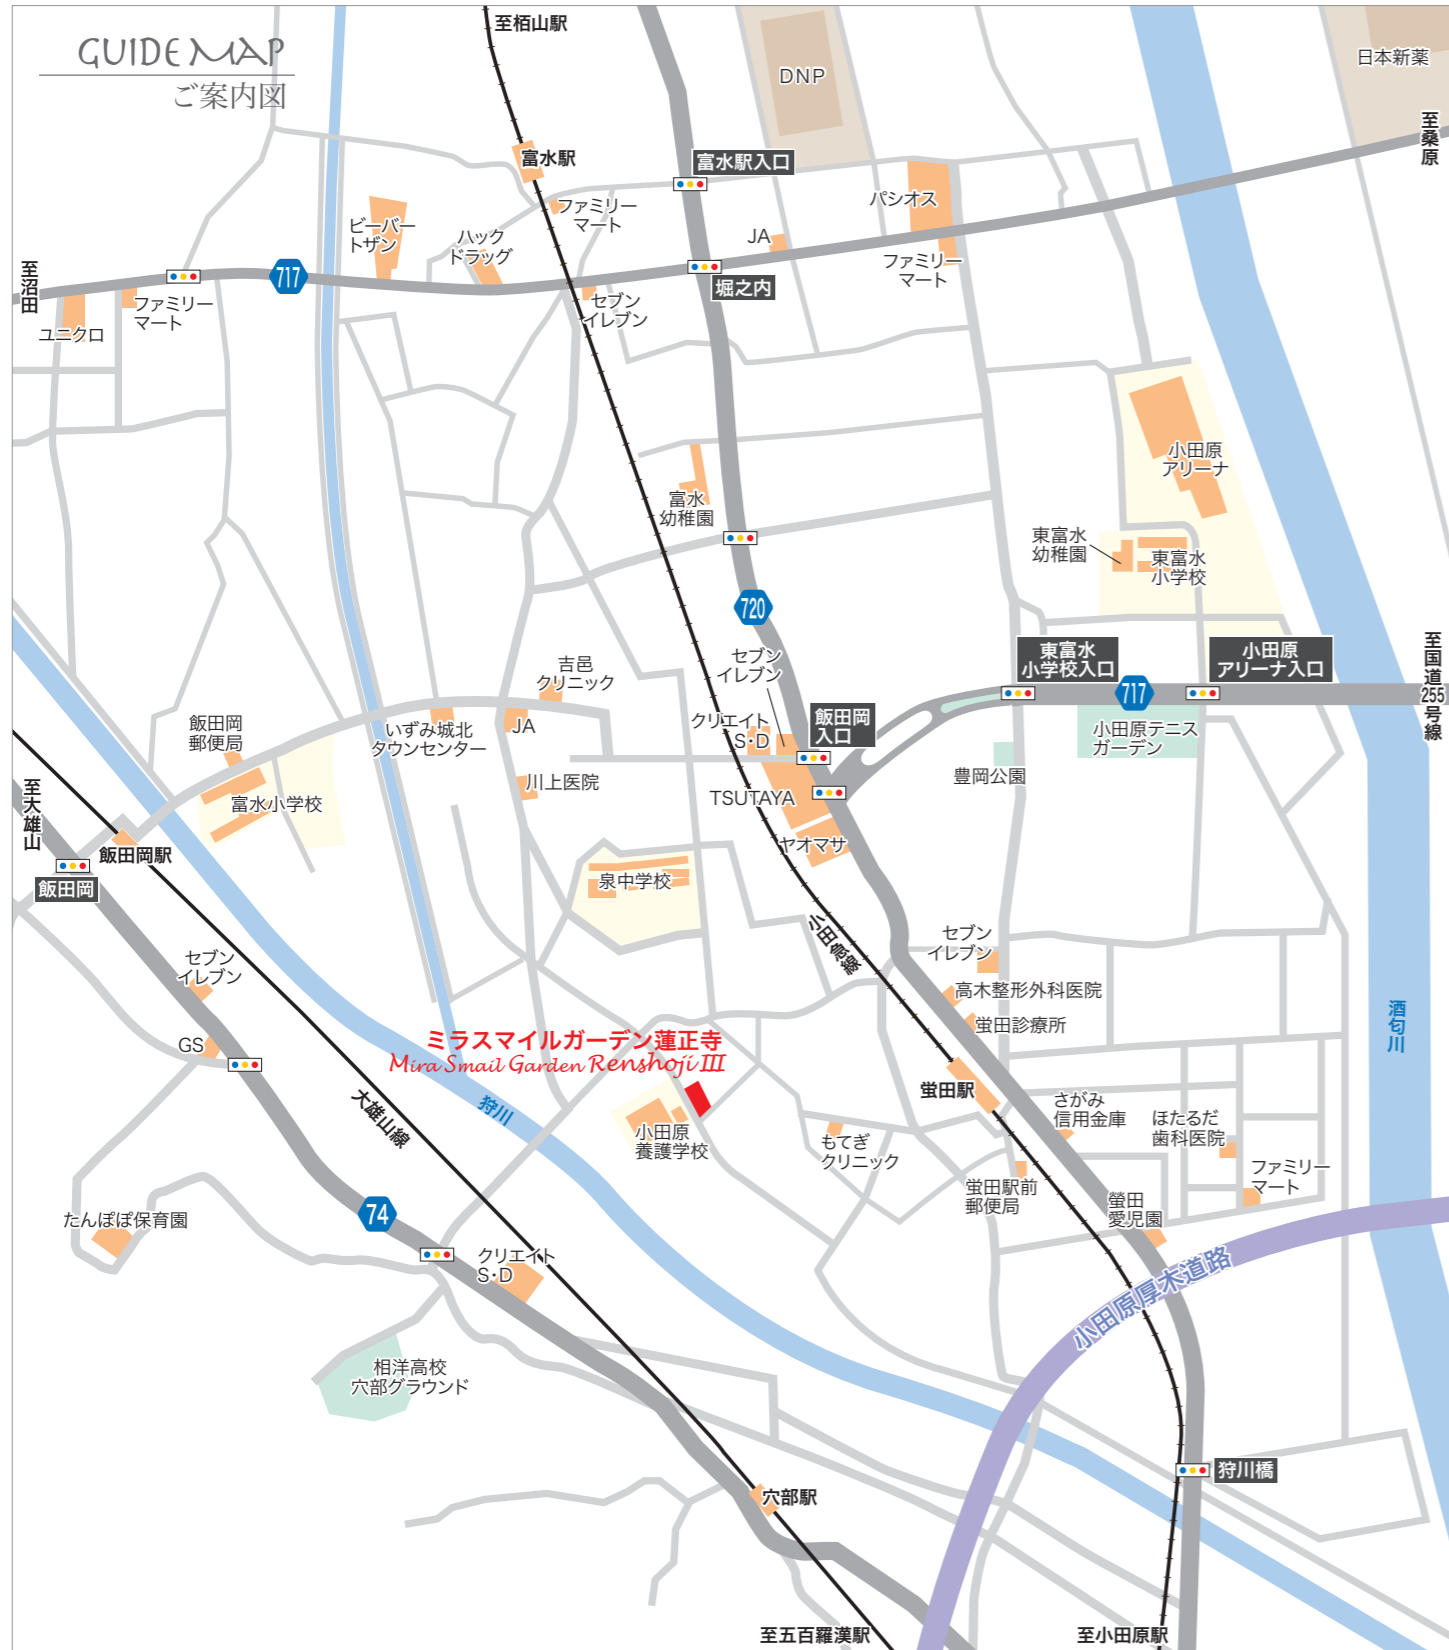 GUIDE MAP
ご案内図
至栢山駅
DNP
日本新薬
至桑原
富水駅
富水駅入口
ファミリー
マート
パシオス
ビーバー
トザン
ハック
ドラッグ
JA
ファミリー
マート
至沼田
717
堀之内
ユニクロ
ファミリー
マート
セブン
イレブン
小田原
アリーナ
富水
幼稚園
東富水
幼稚園
東富水
小学校
720
東富水
小学校入口
小田原
アリーナ入口
至国道255号線
717
セブン
イレブン
吉邑
クリニック
飯田岡
郵便局
いずみ城北
タウンセンター
JA
クリエイト
S・D
飯田岡
入口
小田原テニス
ガーデン
豊岡公園
至大雄山
富水小学校
川上医院
TSUTAYA
ヤオマサ
飯田岡駅
飯田岡
泉中学校
小田急線
セブン
イレブン
セブン
イレブン
高木整形外科医院
蛍田診療所
酒匂川
GS
ミラスマイルガーデン蓮正寺
Mira Smail Garden Renshoji III
大雄山線
狩川
小田原
養護学校
もてぎ
クリニック
蛍田駅
さがみ
信用金庫
ほたるだ
歯科医院
ファミリー
マート
蛍田駅前
郵便局
螢田
愛児園
たんぽぽ保育園
74
クリエイト
S・D
小田原厚木道路
相洋高校
穴部グラウンド
狩川橋
穴部駅
至五百羅漢駅
至小田原駅